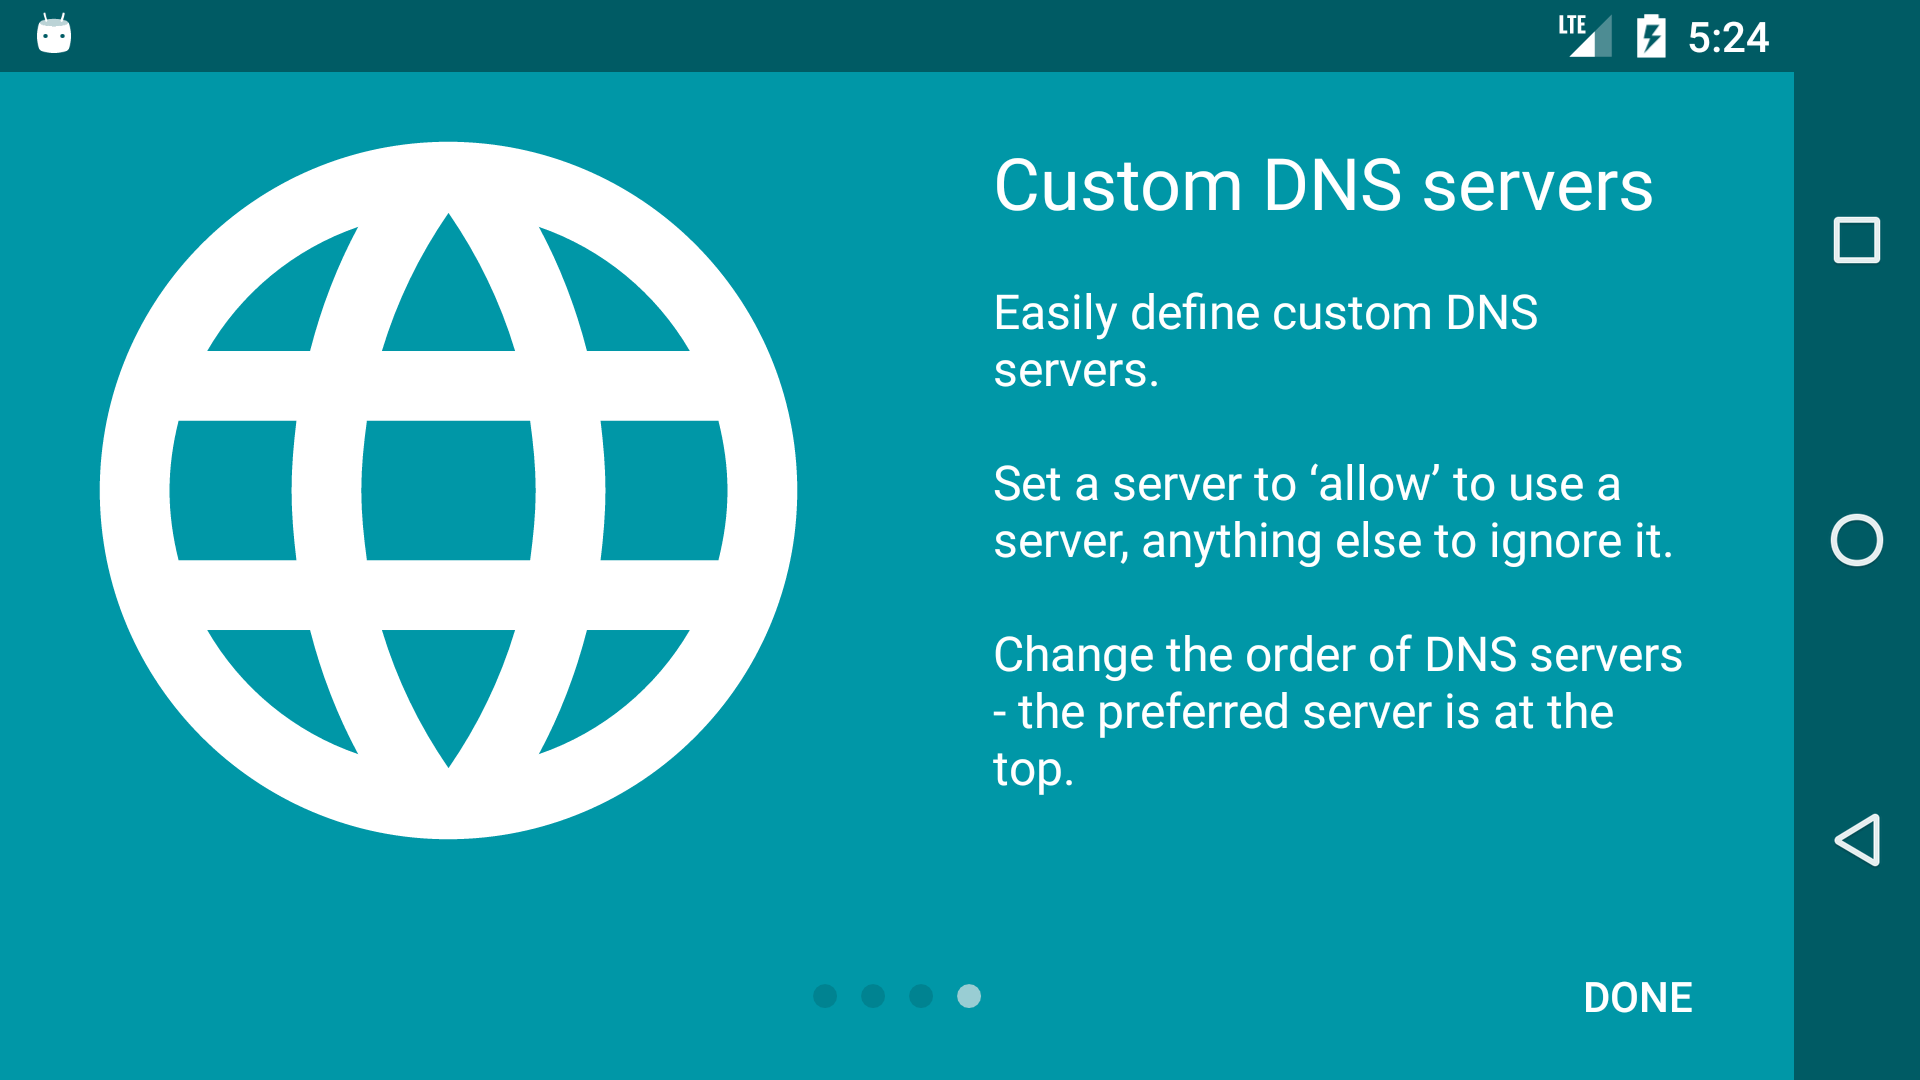 LTE 5:24
Custom DNS servers
Easily define custom DNS
servers.
Set a server to ‘allow’ to use a
server, anything else to ignore it.
Change the order of DNS servers
- the preferred server is at the
top.
DONE